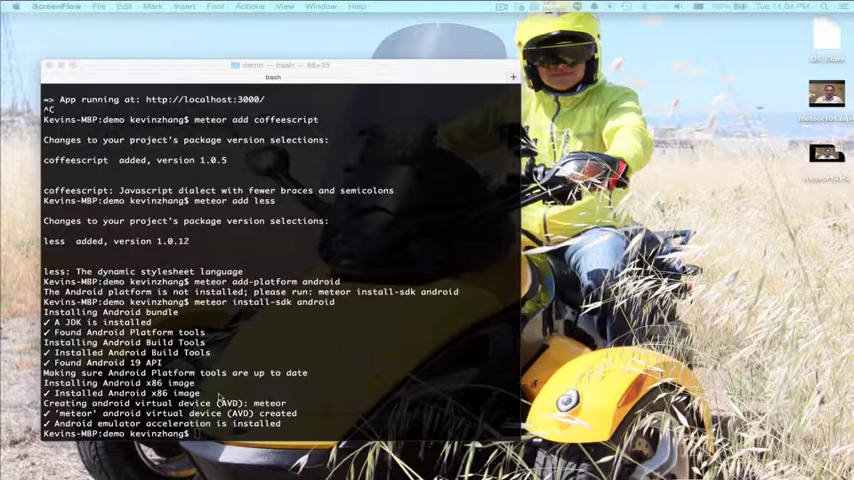 ScreenFlow File Edit Mark Insert Font Actions View Window Help
100% Tue 11:04 PM
demo — bash — 88×35
bash
=> App running at: http://localhost:3000/
^C
Kevins-MBP:demo kevinzhang$ meteor add coffeescript
Changes to your project's package version selections:
coffeescript  added, version 1.0.5
coffeescript: Javascript dialect with fewer braces and semicolons
Kevins-MBP:demo kevinzhang$ meteor add less
Changes to your project's package version selections:
less  added, version 1.0.12
less: The dynamic stylesheet language
Kevins-MBP:demo kevinzhang$ meteor add-platform android
The Android platform is not installed; please run: meteor install-sdk android
Kevins-MBP:demo kevinzhang$ meteor install-sdk android
Installing Android bundle
✓ A JDK is installed
✓ Found Android Platform tools
Installing Android Build Tools
✓ Installed Android Build Tools
✓ Found Android 19 API
Making sure Android Platform tools are up to date
Installing Android x86 image
✓ Installed Android x86 image
Creating android virtual device (AVD): meteor
✓ 'meteor' android virtual device (AVD) created
✓ Android emulator acceleration is installed
Kevins-MBP:demo kevinzhang$
DS_Store
meteor101.mp4